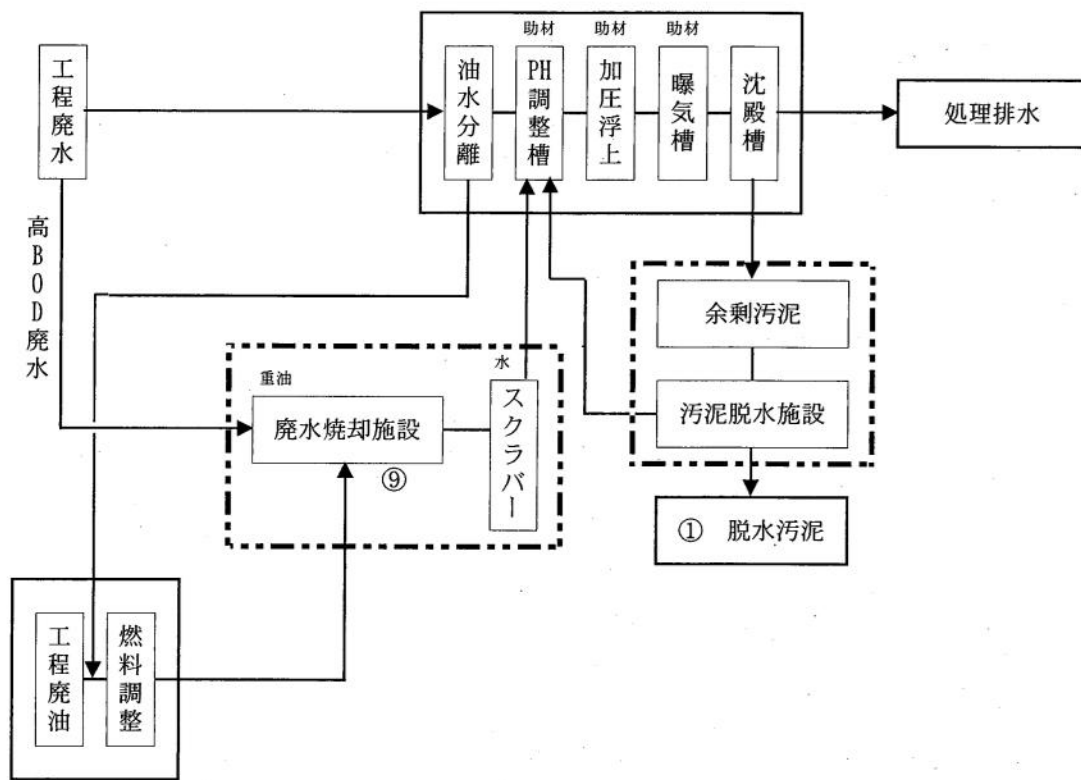 工程廃水
油水分離
助材
PH調整槽
助材
加圧浮上
助材
曝気槽
沈殿槽
処理排水
高BOD廃水
余剰汚泥
汚泥脱水施設
① 脱水汚泥
重油
廃水焼却施設
⑨
水
スクラバー
工程廃油
燃料調整